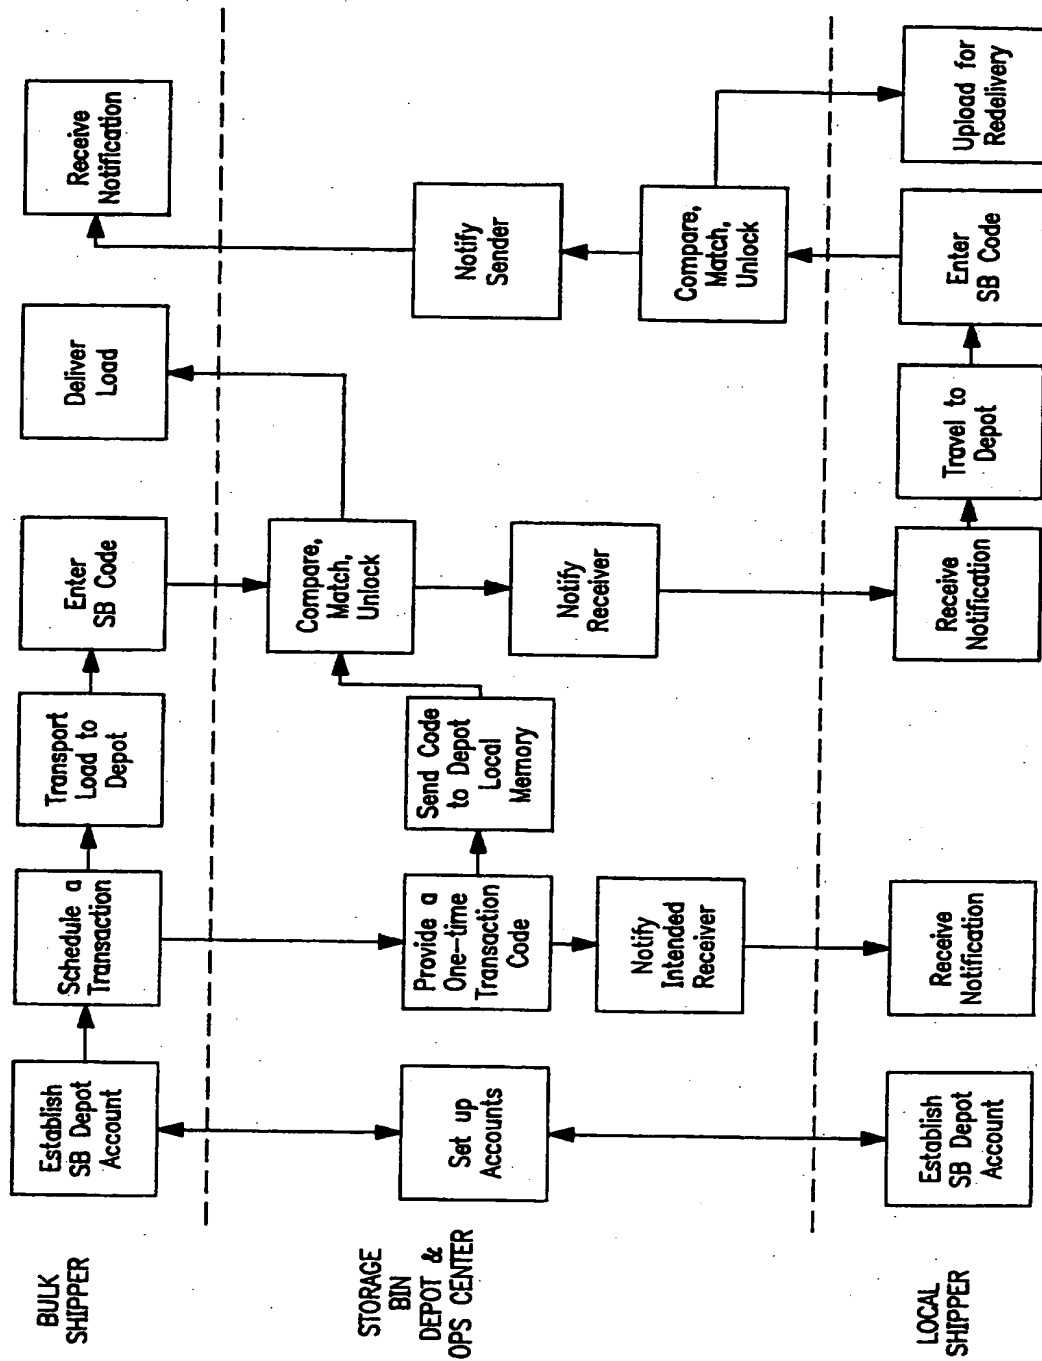 BULK
SHIPPER
Establish
SB Depot
Account
Schedule a
Transaction
Transport
Load to
Depot
Enter
SB Code
Deliver
Load
Receive
Notification
STORAGE
BIN
DEPOT &
OPS CENTER
Set up
Accounts
Provide a
One-time
Transaction
Code
Notify
Intended
Receiver
Send Code
to Depot
Local
Memory
Compare,
Match,
Unlock
Notify
Receiver
Notify
Sender
Compare,
Match,
Unlock
LOCAL
SHIPPER
Establish
SB Depot
Account
Receive
Notification
Receive
Notification
Travel to
Depot
Enter
SB Code
Upload for
Redelivery